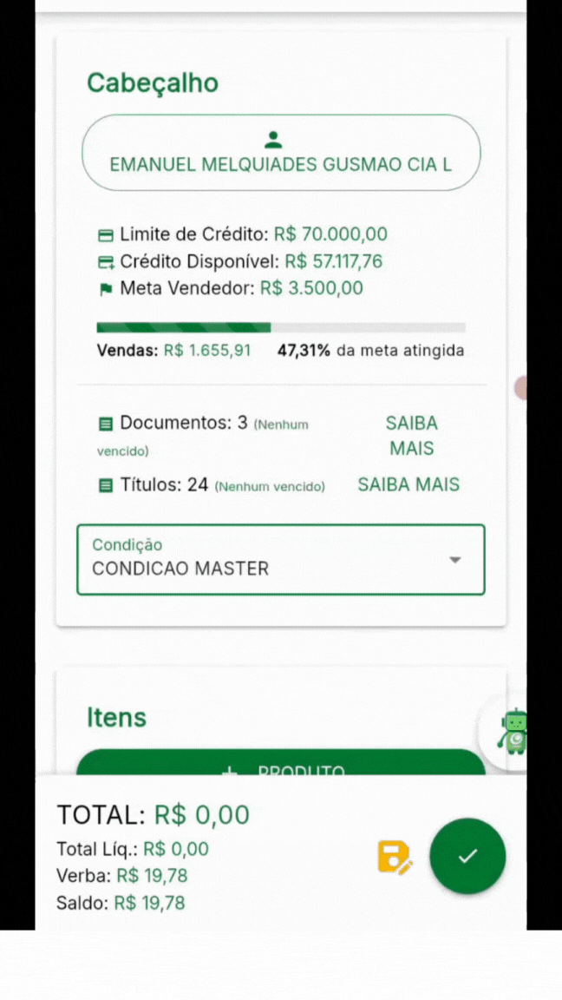 Cabeçalho
EMANUEL MELQUIADES GUSMAO CIA L
Limite de Crédito: R$ 70.000,00
Crédito Disponível: R$ 57.117,76
Meta Vendedor: R$ 3.500,00
Vendas: R$ 1.655,91 47,31% da meta atingida
Documentos: 3 (Nenhum vencido) SAIBA MAIS
Títulos: 24 (Nenhum vencido) SAIBA MAIS
Condição
CONDICAO MASTER
Itens
+ PRODUTO
TOTAL: R$ 0,00
Total Líq.: R$ 0,00
Verba: R$ 19,78
Saldo: R$ 19,78